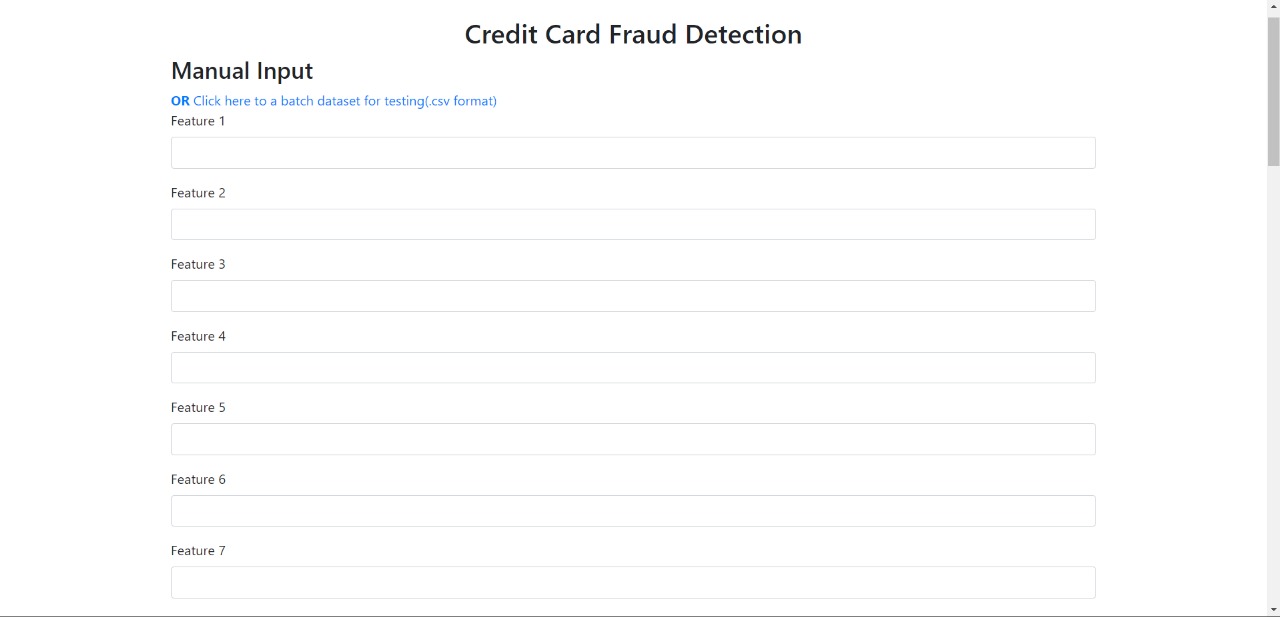 Credit Card Fraud Detection
Manual Input
OR Click here to a batch dataset for testing(.csv format)
Feature 1
Feature 2
Feature 3
Feature 4
Feature 5
Feature 6
Feature 7